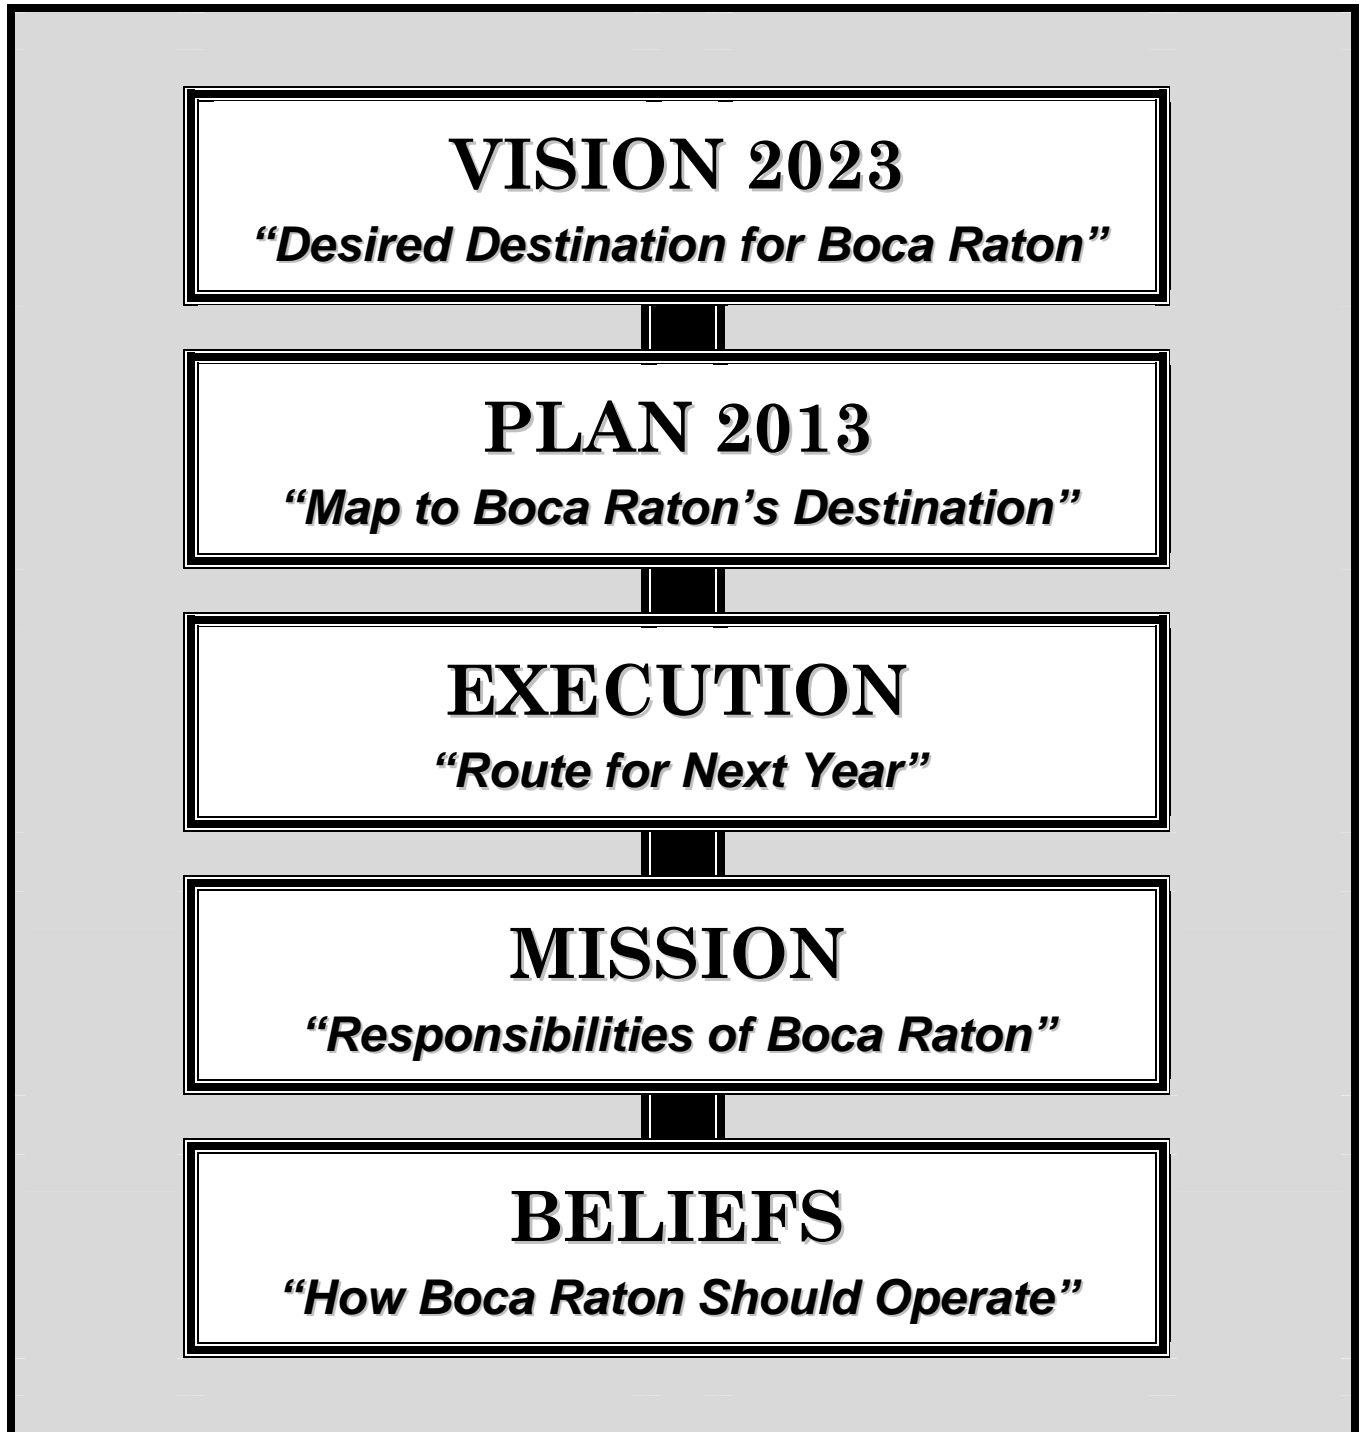 VISION 2023
“Desired Destination for Boca Raton”
PLAN 2013
“Map to Boca Raton’s Destination”
EXECUTION
“Route for Next Year”
MISSION
“Responsibilities of Boca Raton”
BELIEFS
“How Boca Raton Should Operate”